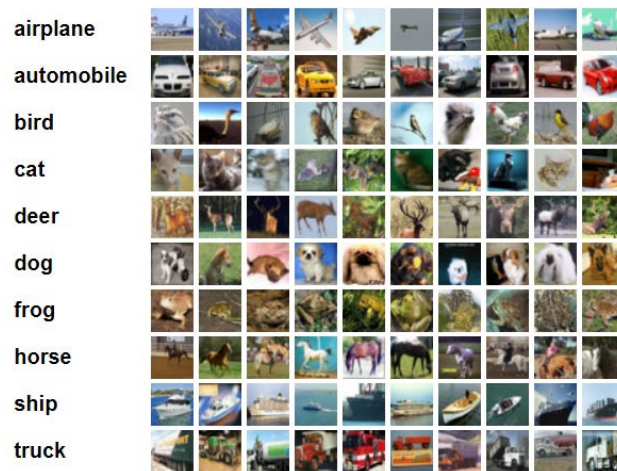 airplane
automobile
bird
cat
deer
dog
frog
horse
ship
truck